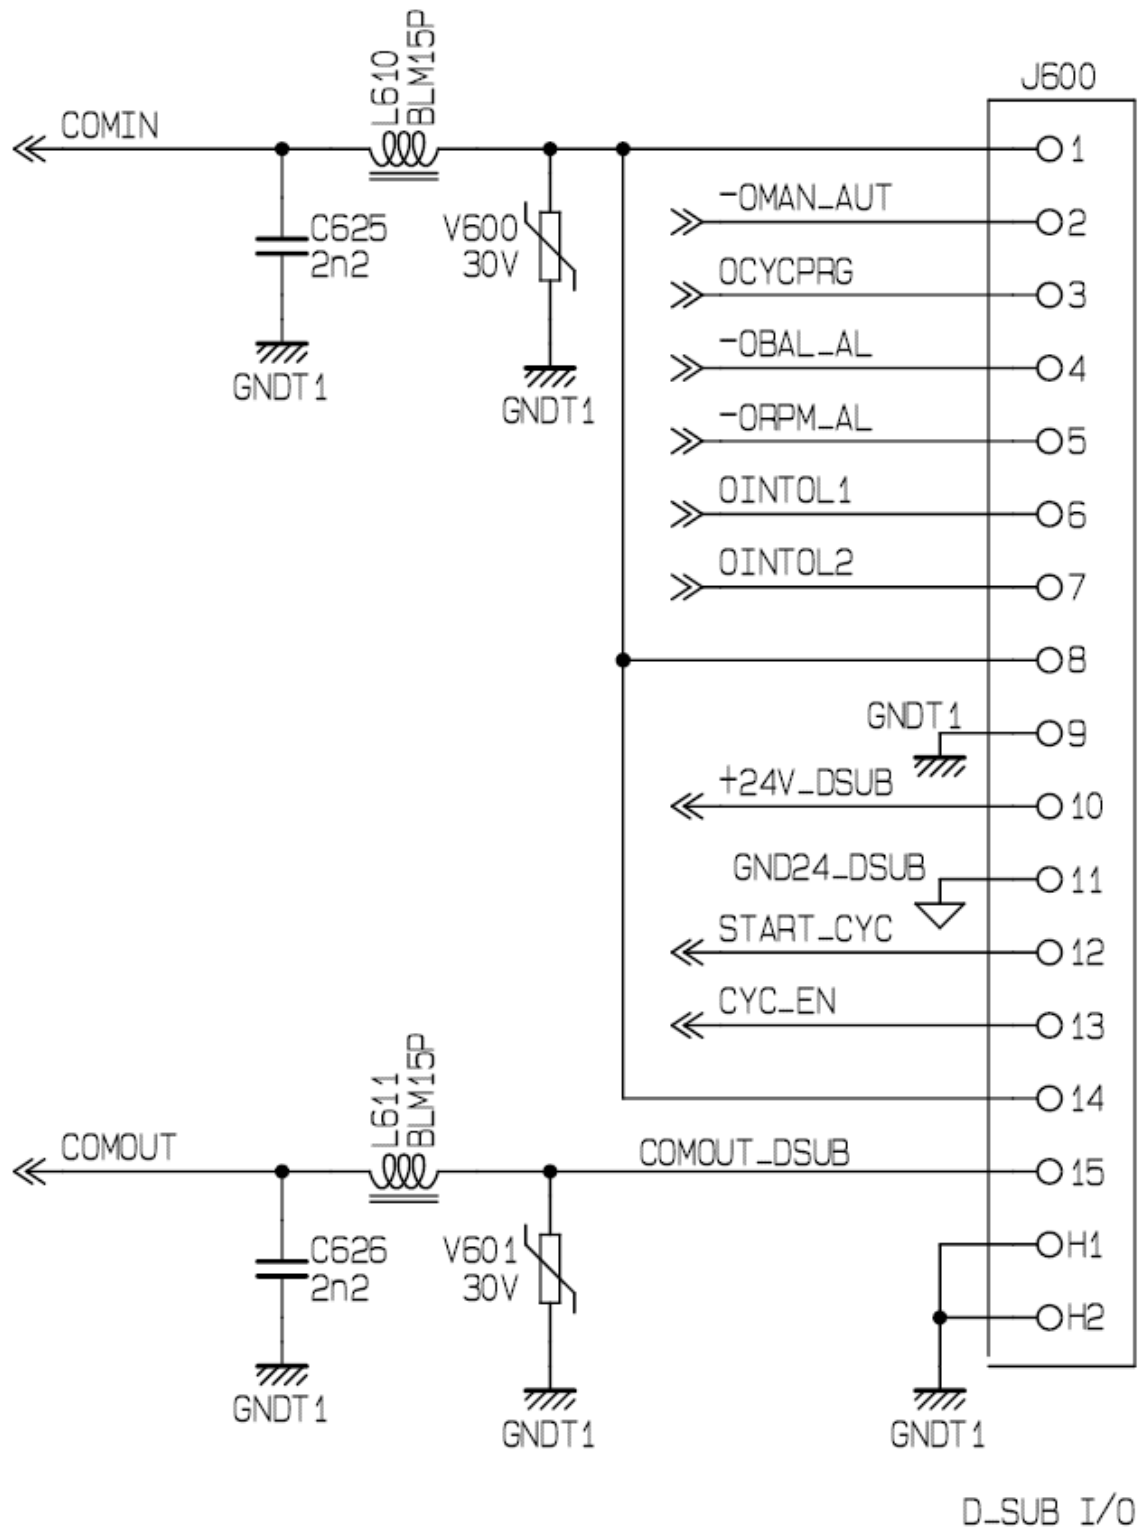 L610
BLM15P
J600
COMIN
1
-OMAN_AUT
2
C625
2n2
V600
30V
OCYCPRG
3
-OBAL_AL
4
GNDT1
GNDT1
-ORPM_AL
5
OINTOL1
6
OINTOL2
7
8
GNDT1
9
+24V_DSUB
10
GND24_DSUB
11
START_CYC
12
CYC_EN
13
L611
BLM15P
14
COMOUT
COMOUT_DSUB
15
C626
2n2
V601
30V
H1
H2
GNDT1
GNDT1
GNDT1
D_SUB I/O